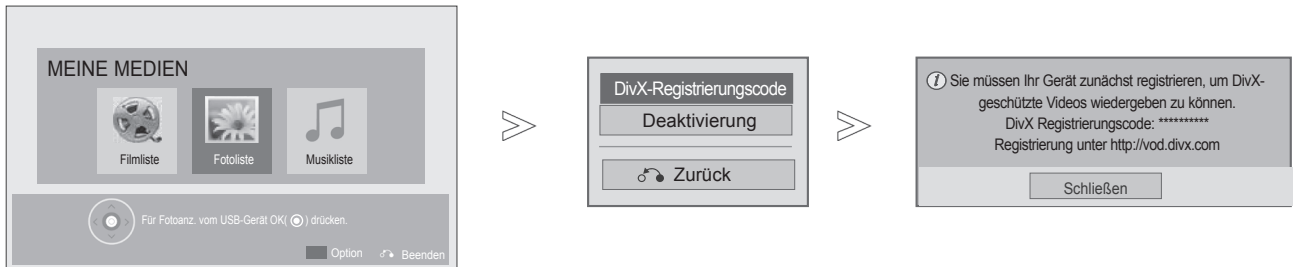 MEINE MEDIEN
Filmliste
Fotoliste
Musikliste
Für Fotoanz. vom USB-Gerät OK( ) drücken.
Option
Beenden
DivX-Registrierungscode
Deaktivierung
Zurück
Sie müssen Ihr Gerät zunächst registrieren, um DivX-
geschützte Videos wiedergeben zu können.
DivX Registrierungscode: **********
Registrierung unter http://vod.divx.com
Schließen